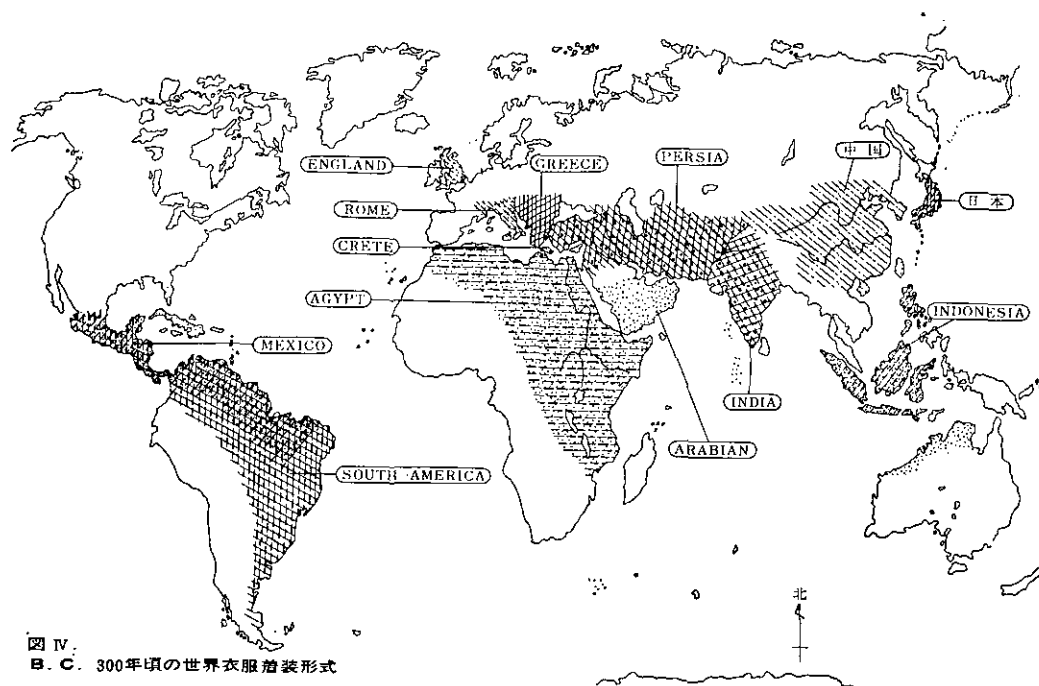 ENGLAND
GREECE
PERSIA
中国
ROME
日本
CRETE
AGYPT
INDONESIA
MEXICO
INDIA
ARABIAN
SOUTH AMERICA
北
図 Ⅳ.
B. C. 300年頃の世界衣服着装形式